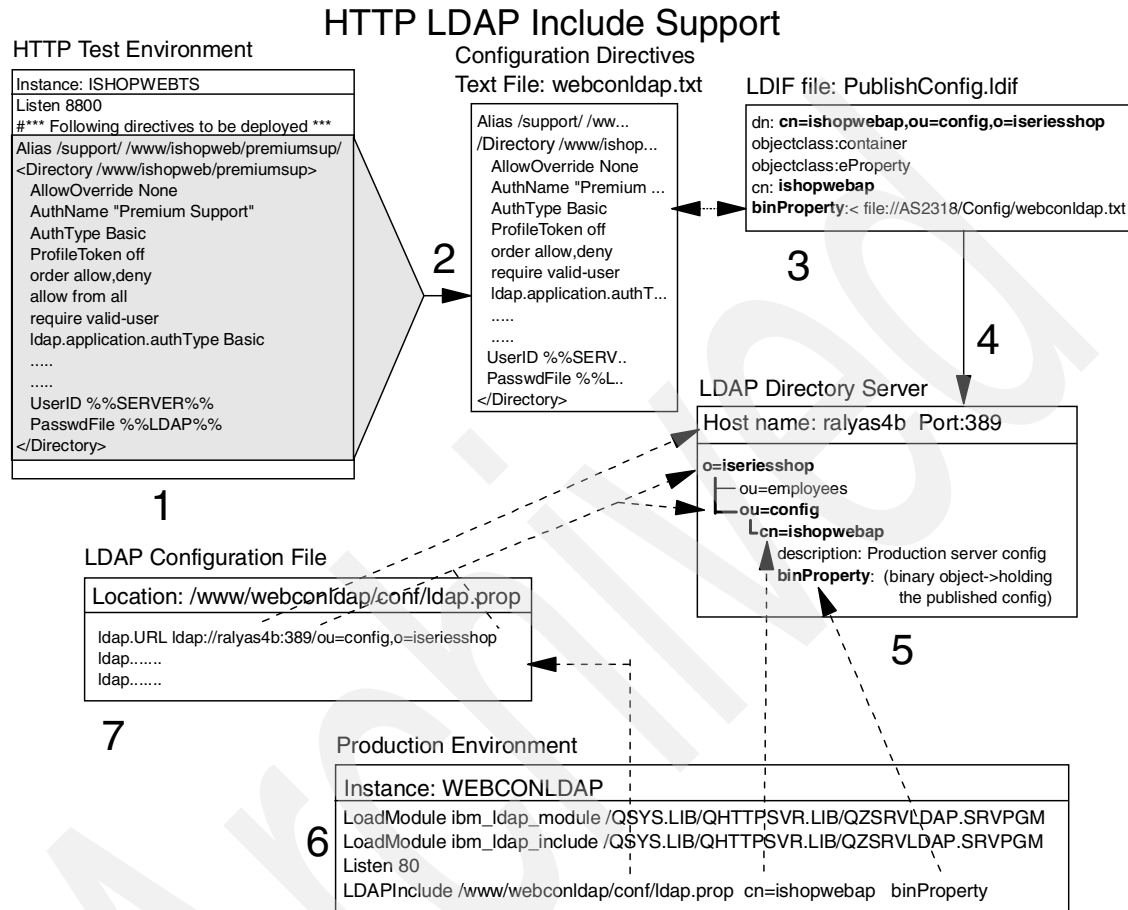 HTTP LDAP Include Support
HTTP Test Environment
Instance: ISHOPWEBTS
Listen 8800
#*** Following directives to be deployed ***
Alias /support/ /www/ishopweb/premiumsup/
<Directory /www/ishopweb/premiumsup>
AllowOverride None
AuthName "Premium Support"
AuthType Basic
ProfileToken off
order allow,deny
allow from all
require valid-user
ldap.application.authType Basic
.....
.....
UserID %%SERVER%%
PasswdFile %%LDAP%%
</Directory>
1
2
Configuration Directives
Text File: webconldap.txt
Alias /support/ /ww...
/Directory /www/ishop...
AllowOverride None
AuthName "Premium ...
AuthType Basic
ProfileToken off
order allow,deny
require valid-user
ldap.application.authT...
.....
.....
UserID %%SERV..
PasswdFile %%L..
</Directory>
LDIF file: PublishConfig.ldif
dn: cn=ishopwebap,ou=config,o=iseriesshop
objectclass:container
objectclass:eProperty
cn: ishopwebap
binProperty:< file://AS2318/Config/webconldap.txt
3
4
LDAP Directory Server
Host name: ralyas4b Port:389
o=iseriesshop
ou=employees
ou=config
cn=ishopwebap
description: Production server config
binProperty: (binary object->holding
the published config)
5
LDAP Configuration File
Location: /www/webconldap/conf/ldap.prop
ldap.URL ldap://ralyas4b:389/ou=config,o=iseriesshop
ldap.......
ldap.......
7
Production Environment
Instance: WEBCONLDAP
6
LoadModule ibm_ldap_module /QSYS.LIB/QHTTPSVR.LIB/QZSRVLDAP.SRVPGM
LoadModule ibm_ldap_include /QSYS.LIB/QHTTPSVR.LIB/QZSRVLDAP.SRVPGM
Listen 80
LDAPInclude /www/webconldap/conf/ldap.prop cn=ishopwebap binProperty
Archived